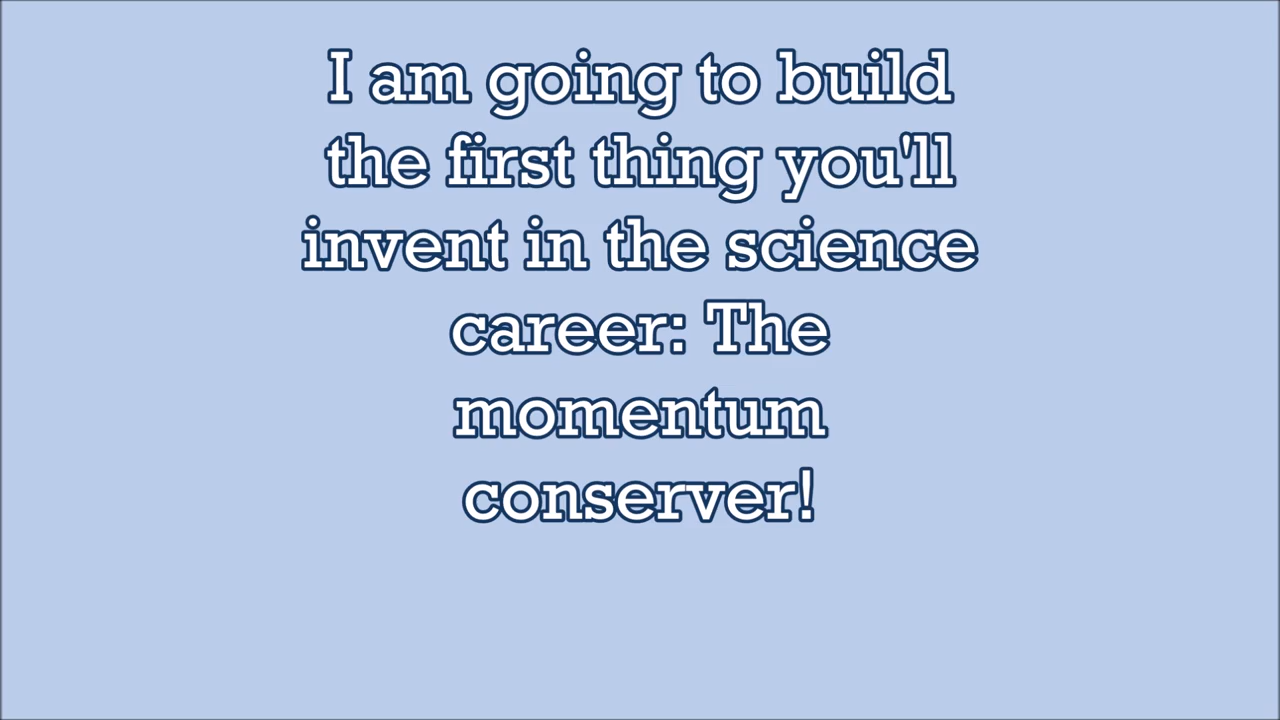 I am going to build
the first thing you'll
invent in the science
career: The
momentum
conserver!